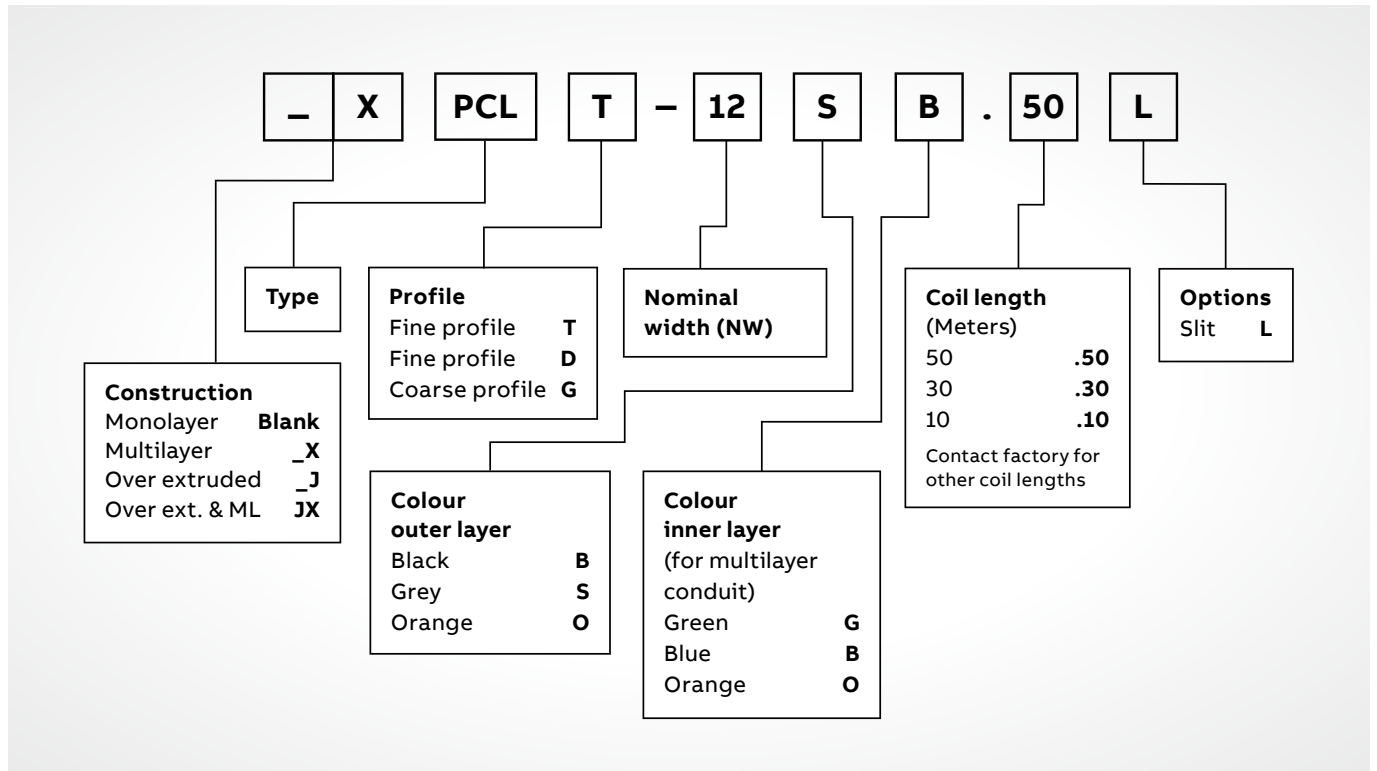 _ X PCL T – 12 S B . 50 L
Type
Profile
Fine profile T
Fine profile D
Coarse profile G
Nominal
width (NW)
Coil length
(Meters)
50 .50
30 .30
10 .10
Contact factory for
other coil lengths
Options
Slit L
Construction
Monolayer Blank
Multilayer _X
Over extruded _J
Over ext. & ML JX
Colour
outer layer
Black B
Grey S
Orange O
Colour
inner layer
(for multilayer
conduit)
Green G
Blue B
Orange O